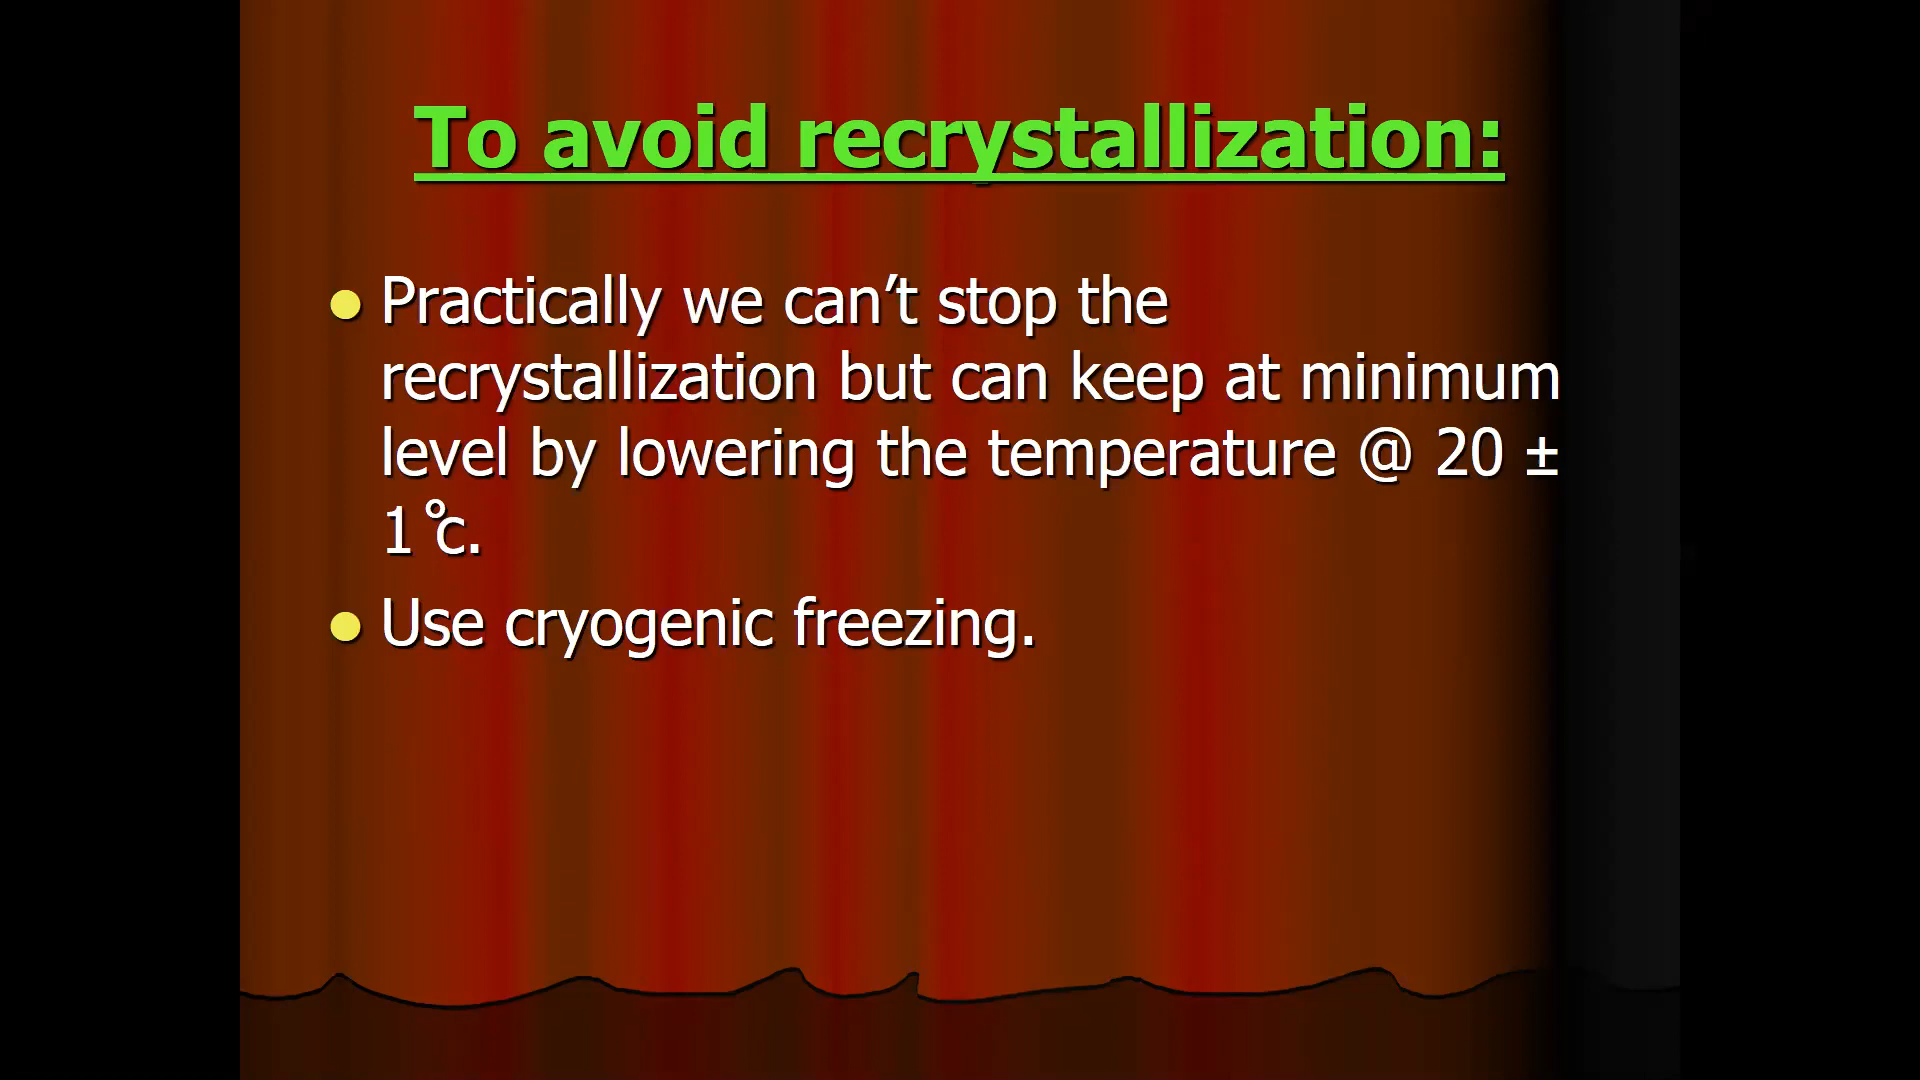 To avoid recrystallization:
Practically we can’t stop the
recrystallization but can keep at minimum
level by lowering the temperature @ 20 ±
1 ̊c.
Use cryogenic freezing.